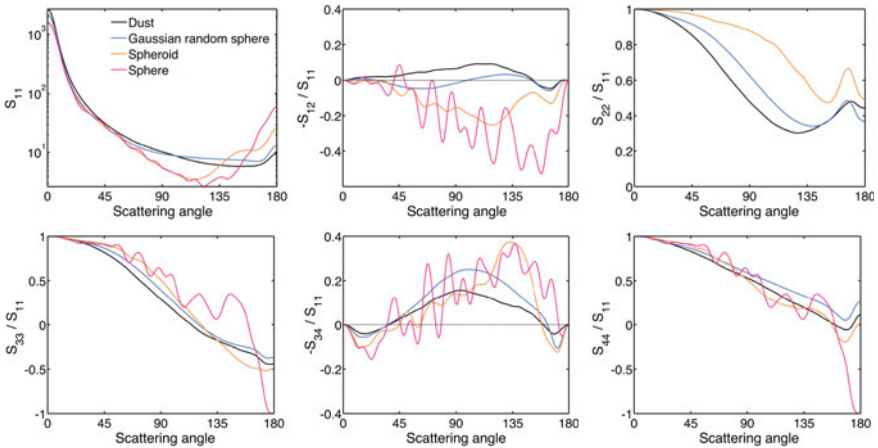 10³
10²
10¹
S₁₁
Dust
Gaussian random sphere
Spheroid
Sphere
0 45 90 135 180
Scattering angle
0.4
0.2
0
-0.2
-0.4
-S₁₂ / S₁₁
0 45 90 135 180
Scattering angle
1
0.8
0.6
0.4
0.2
0
S₂₂ / S₁₁
0 45 90 135 180
Scattering angle
1
0.5
0
-0.5
-1
S₃₃ / S₁₁
0 45 90 135 180
Scattering angle
0.4
0.2
0
0.2
0.4
-S₃₄ / S₁₁
0 45 90 135 180
Scattering angle
1
0.5
0
-0.5
-1
S₄₄ / S₁₁
0 45 90 135 180
Scattering angle